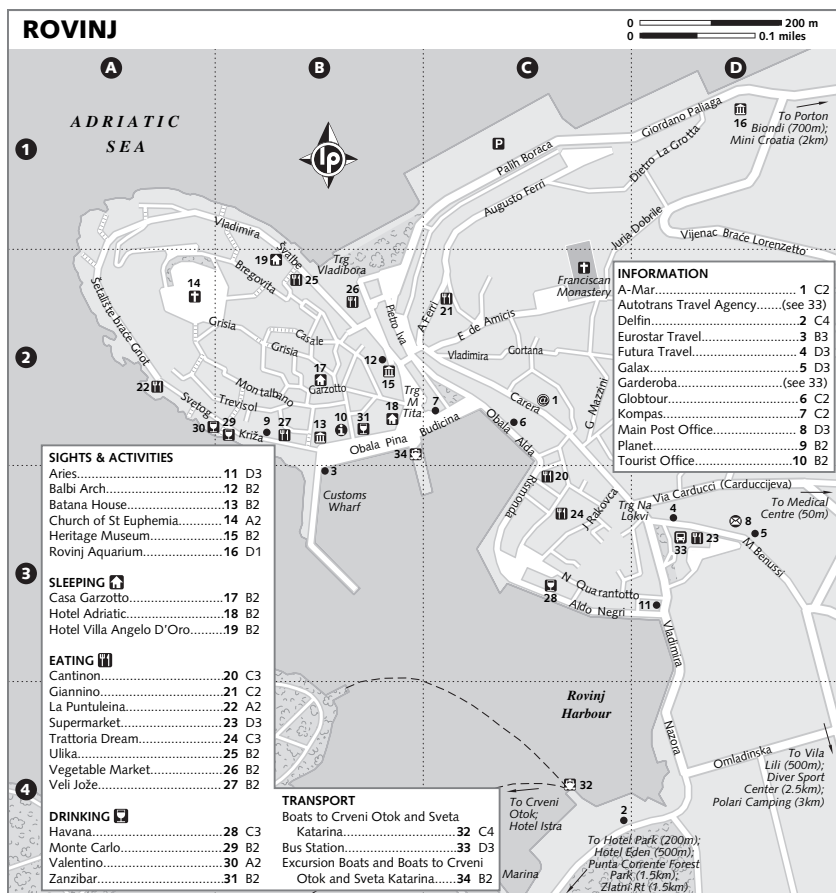 ROVINJ
0 200 m
0 0.1 miles
A
B
C
D
1
2
3
4
ADRIATIC
SEA
lp
P
Palih Boraca
Giordano Paliaga
16
To Porton
Biondi (700m);
Mini Croatia (2km)
Dietro La Grotta
Augusto Ferri
Jurja Dobrile
Vijenac Braće Lorenzetto
Vladimira
Švalbe
19
25
Trg
Vladibora
26
Bregovita
14
Franciscan
Monastery
21
A Ferri
E de Amicis
Pietro Iva
Šetalište braće Gnot
Grisia
Casale
Grisia
12
15
Vladimira
Gortana
G Mazzini
17
Garzotto
Montalbano
Trevisol
22
Trg
M
Tita
18
Carera
1
7
6
Svetog
Križa
30
29
9
27
13
10
31
Obala Pina Budicina
34
Obala Alda
Rismonda
3
Customs
Wharf
20
24
J Rakovca
Trg Na
Lokvi
Via Carducci (Carduccijeva)
To Medical
Centre (50m)
4
8
5
33
23
M Benussi
28
N Quarantotto
Aldo Negri
11
Vladimira
Nazora
Rovinj
Harbour
Omladinska
To Vila
Lili (500m);
Diver Sport
Center (2.5km);
Polari Camping (3km)
32
To Crveni
Otok;
Hotel Istra
2
Marina
To Hotel Park (200m);
Hotel Eden (500m);
Punta Corrente Forest
Park (1.5km);
Zlatni Rt (1.5km)
INFORMATION
A-Mar 1 C2
Autotrans Travel Agency (see 33)
Delfin 2 C4
Eurostar Travel 3 B3
Futura Travel 4 D3
Galax 5 D3
Garderoba (see 33)
Globtour 6 C2
Kompas 7 C2
Main Post Office 8 D3
Planet 9 B2
Tourist Office 10 B2
SIGHTS & ACTIVITIES
Aries 11 D3
Balbi Arch 12 B2
Batana House 13 B2
Church of St Euphemia 14 A2
Heritage Museum 15 B2
Rovinj Aquarium 16 D1
SLEEPING
Casa Garzotto 17 B2
Hotel Adriatic 18 B2
Hotel Villa Angelo D'Oro 19 B2
EATING
Cantinon 20 C3
Giannino 21 C2
La Puntuleina 22 A2
Supermarket 23 D3
Trattoria Dream 24 C3
Ulika 25 B2
Vegetable Market 26 B2
Veli Jože 27 B2
DRINKING
Havana 28 C3
Monte Carlo 29 B2
Valentino 30 A2
Zanzibar 31 B2
TRANSPORT
Boats to Crveni Otok and Sveta
Katarina 32 C4
Bus Station 33 D3
Excursion Boats and Boats to Crveni
Otok and Sveta Katarina 34 B2